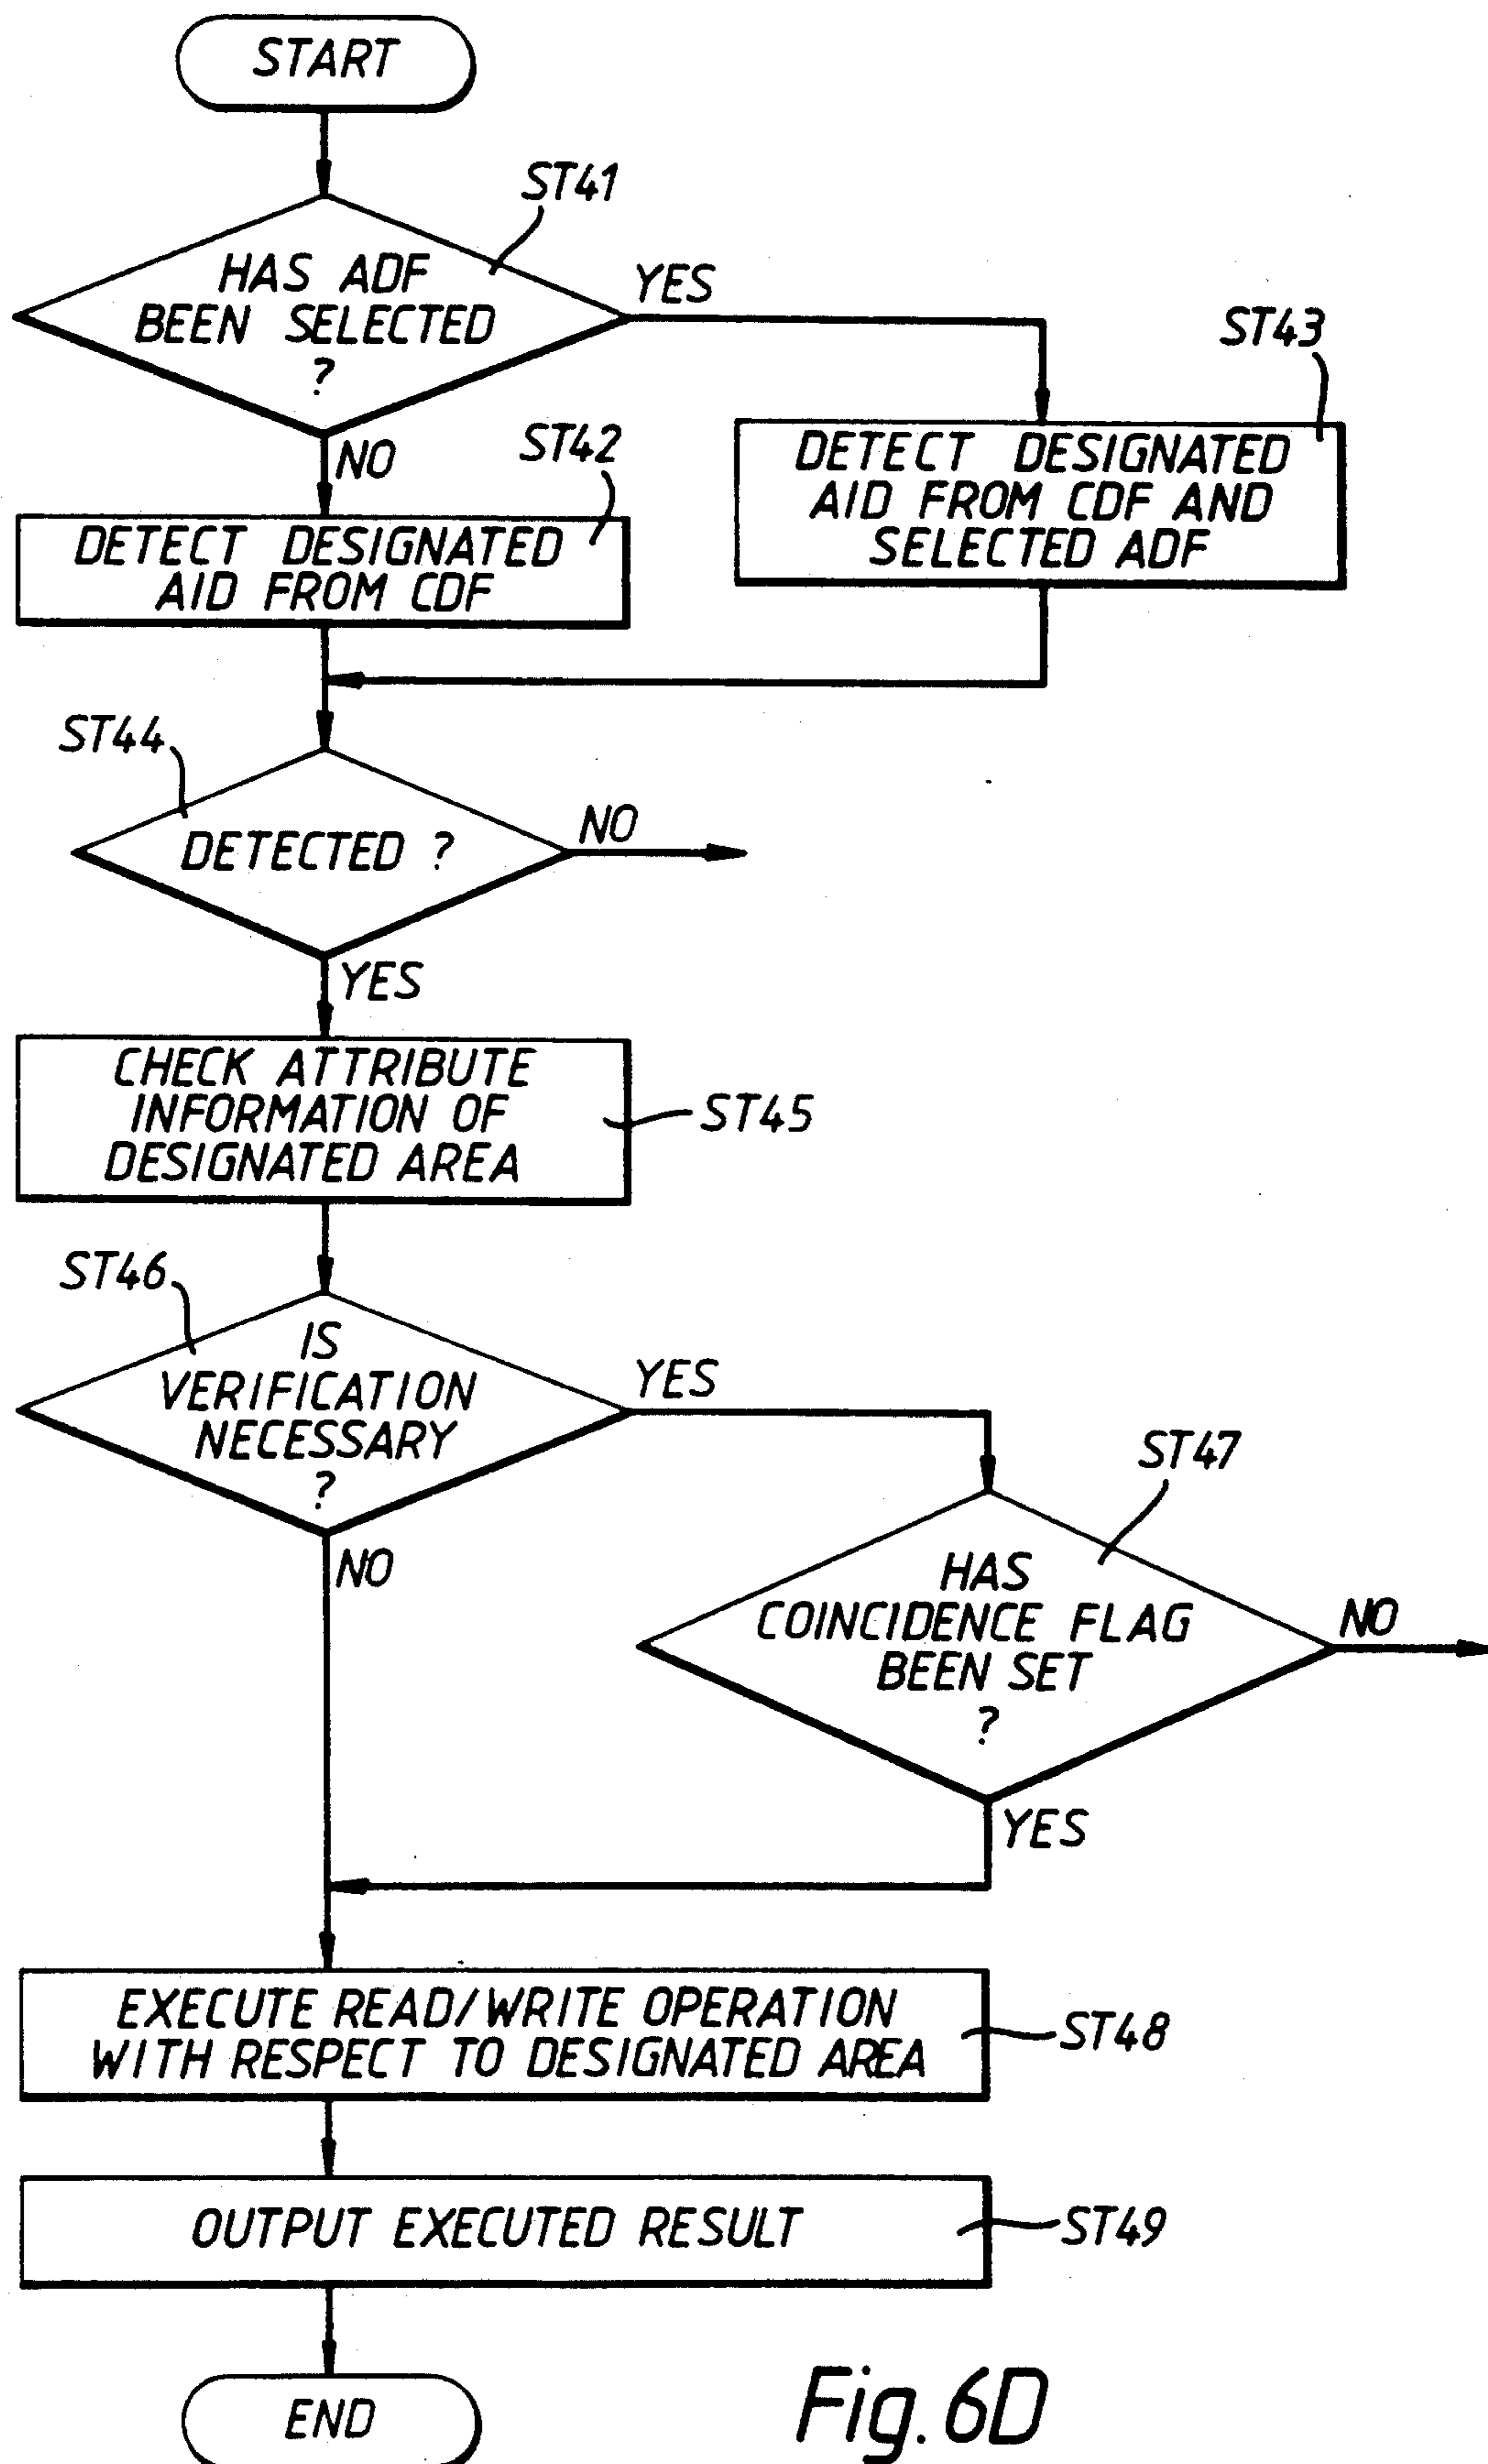 START
ST41
HAS ADF
BEEN SELECTED
?
YES
ST43
DETECT DESIGNATED
AID FROM CDF AND
SELECTED ADF
NO
ST42
DETECT DESIGNATED
AID FROM CDF
ST44
DETECTED ?
NO
YES
CHECK ATTRIBUTE
INFORMATION OF
DESIGNATED AREA
ST45
ST46
IS
VERIFICATION
NECESSARY
?
YES
ST47
NO
HAS
COINCIDENCE FLAG
BEEN SET
?
NO
YES
EXECUTE READ/WRITE OPERATION
WITH RESPECT TO DESIGNATED AREA
ST48
OUTPUT EXECUTED RESULT
ST49
END
Fig. 6D